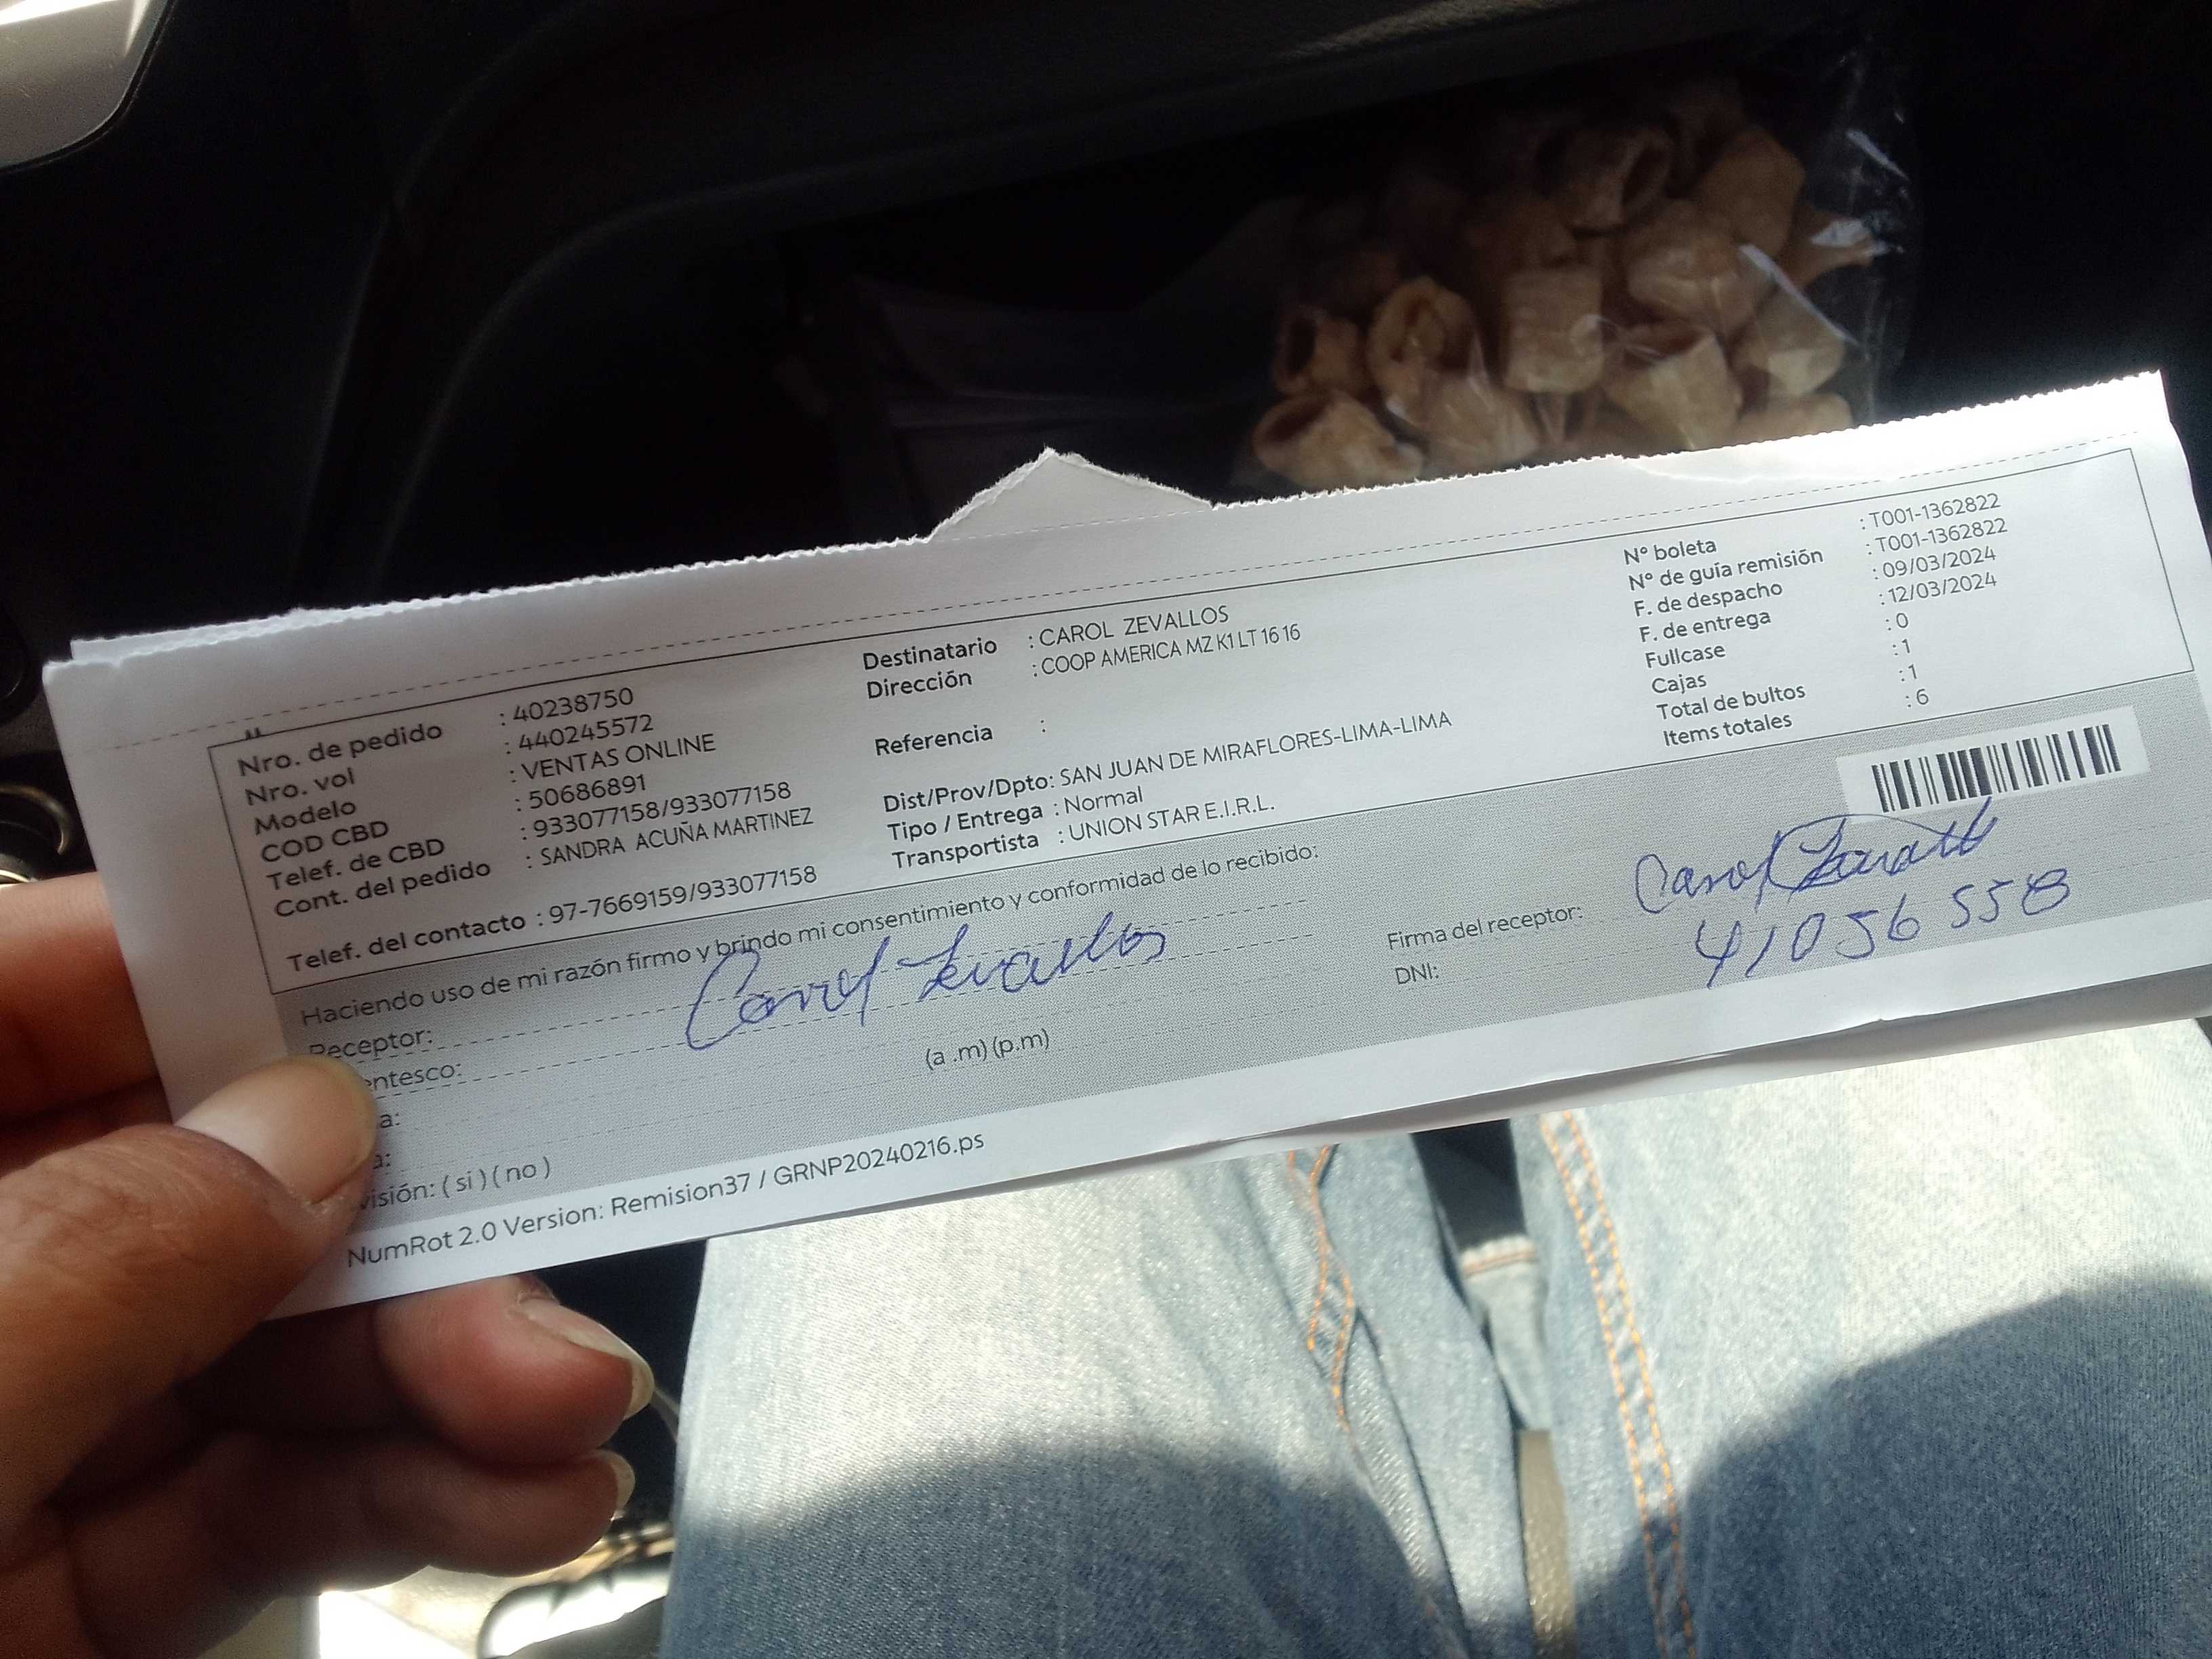 Nro. de pedido : 40238750
Nro. vol : 440245572
Modelo : VENTAS ONLINE
COD CBD : 50686891
Telef. de CBD : 933077158/933077158
Cont. del pedido : SANDRA ACUÑA MARTINEZ
Telef. del contacto : 97-7669159/933077158
Destinatario : CAROL ZEVALLOS
Dirección : COOP AMERICA MZ K1 LT 16 16
Referencia :
Dist/Prov/Dpto: SAN JUAN DE MIRAFLORES-LIMA-LIMA
Tipo / Entrega : Normal
Transportista : UNION STAR E.I.R.L.
N° boleta : T001-1362822
N° de guía remisión : T001-1362822
F. de despacho : 09/03/2024
F. de entrega : 12/03/2024
Fullcase : 0
Cajas : 1
Total de bultos : 1
Items totales : 6
Haciendo uso de mi razón firmo y brindo mi consentimiento y conformidad de lo recibido:
Receptor: Carol Zevallos
entesco:
a: (a .m) (p.m)
a:
visión: ( si ) ( no )
Firma del receptor: Carol
DNI: 41056558
NumRot 2.0 Version: Remision37 / GRNP20240216.ps